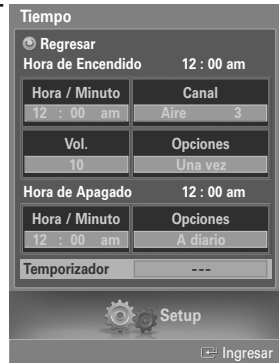 Tiempo
Regresar
Hora de Encendido 12 : 00 am
Hora / Minuto Canal
12 : 00 am Aire 3
Vol. Opciones
10 Una vez
Hora de Apagado 12 : 00 am
Hora / Minuto Opciones
12 : 00 am A diario
Temporizador ---
Setup
Ingresar